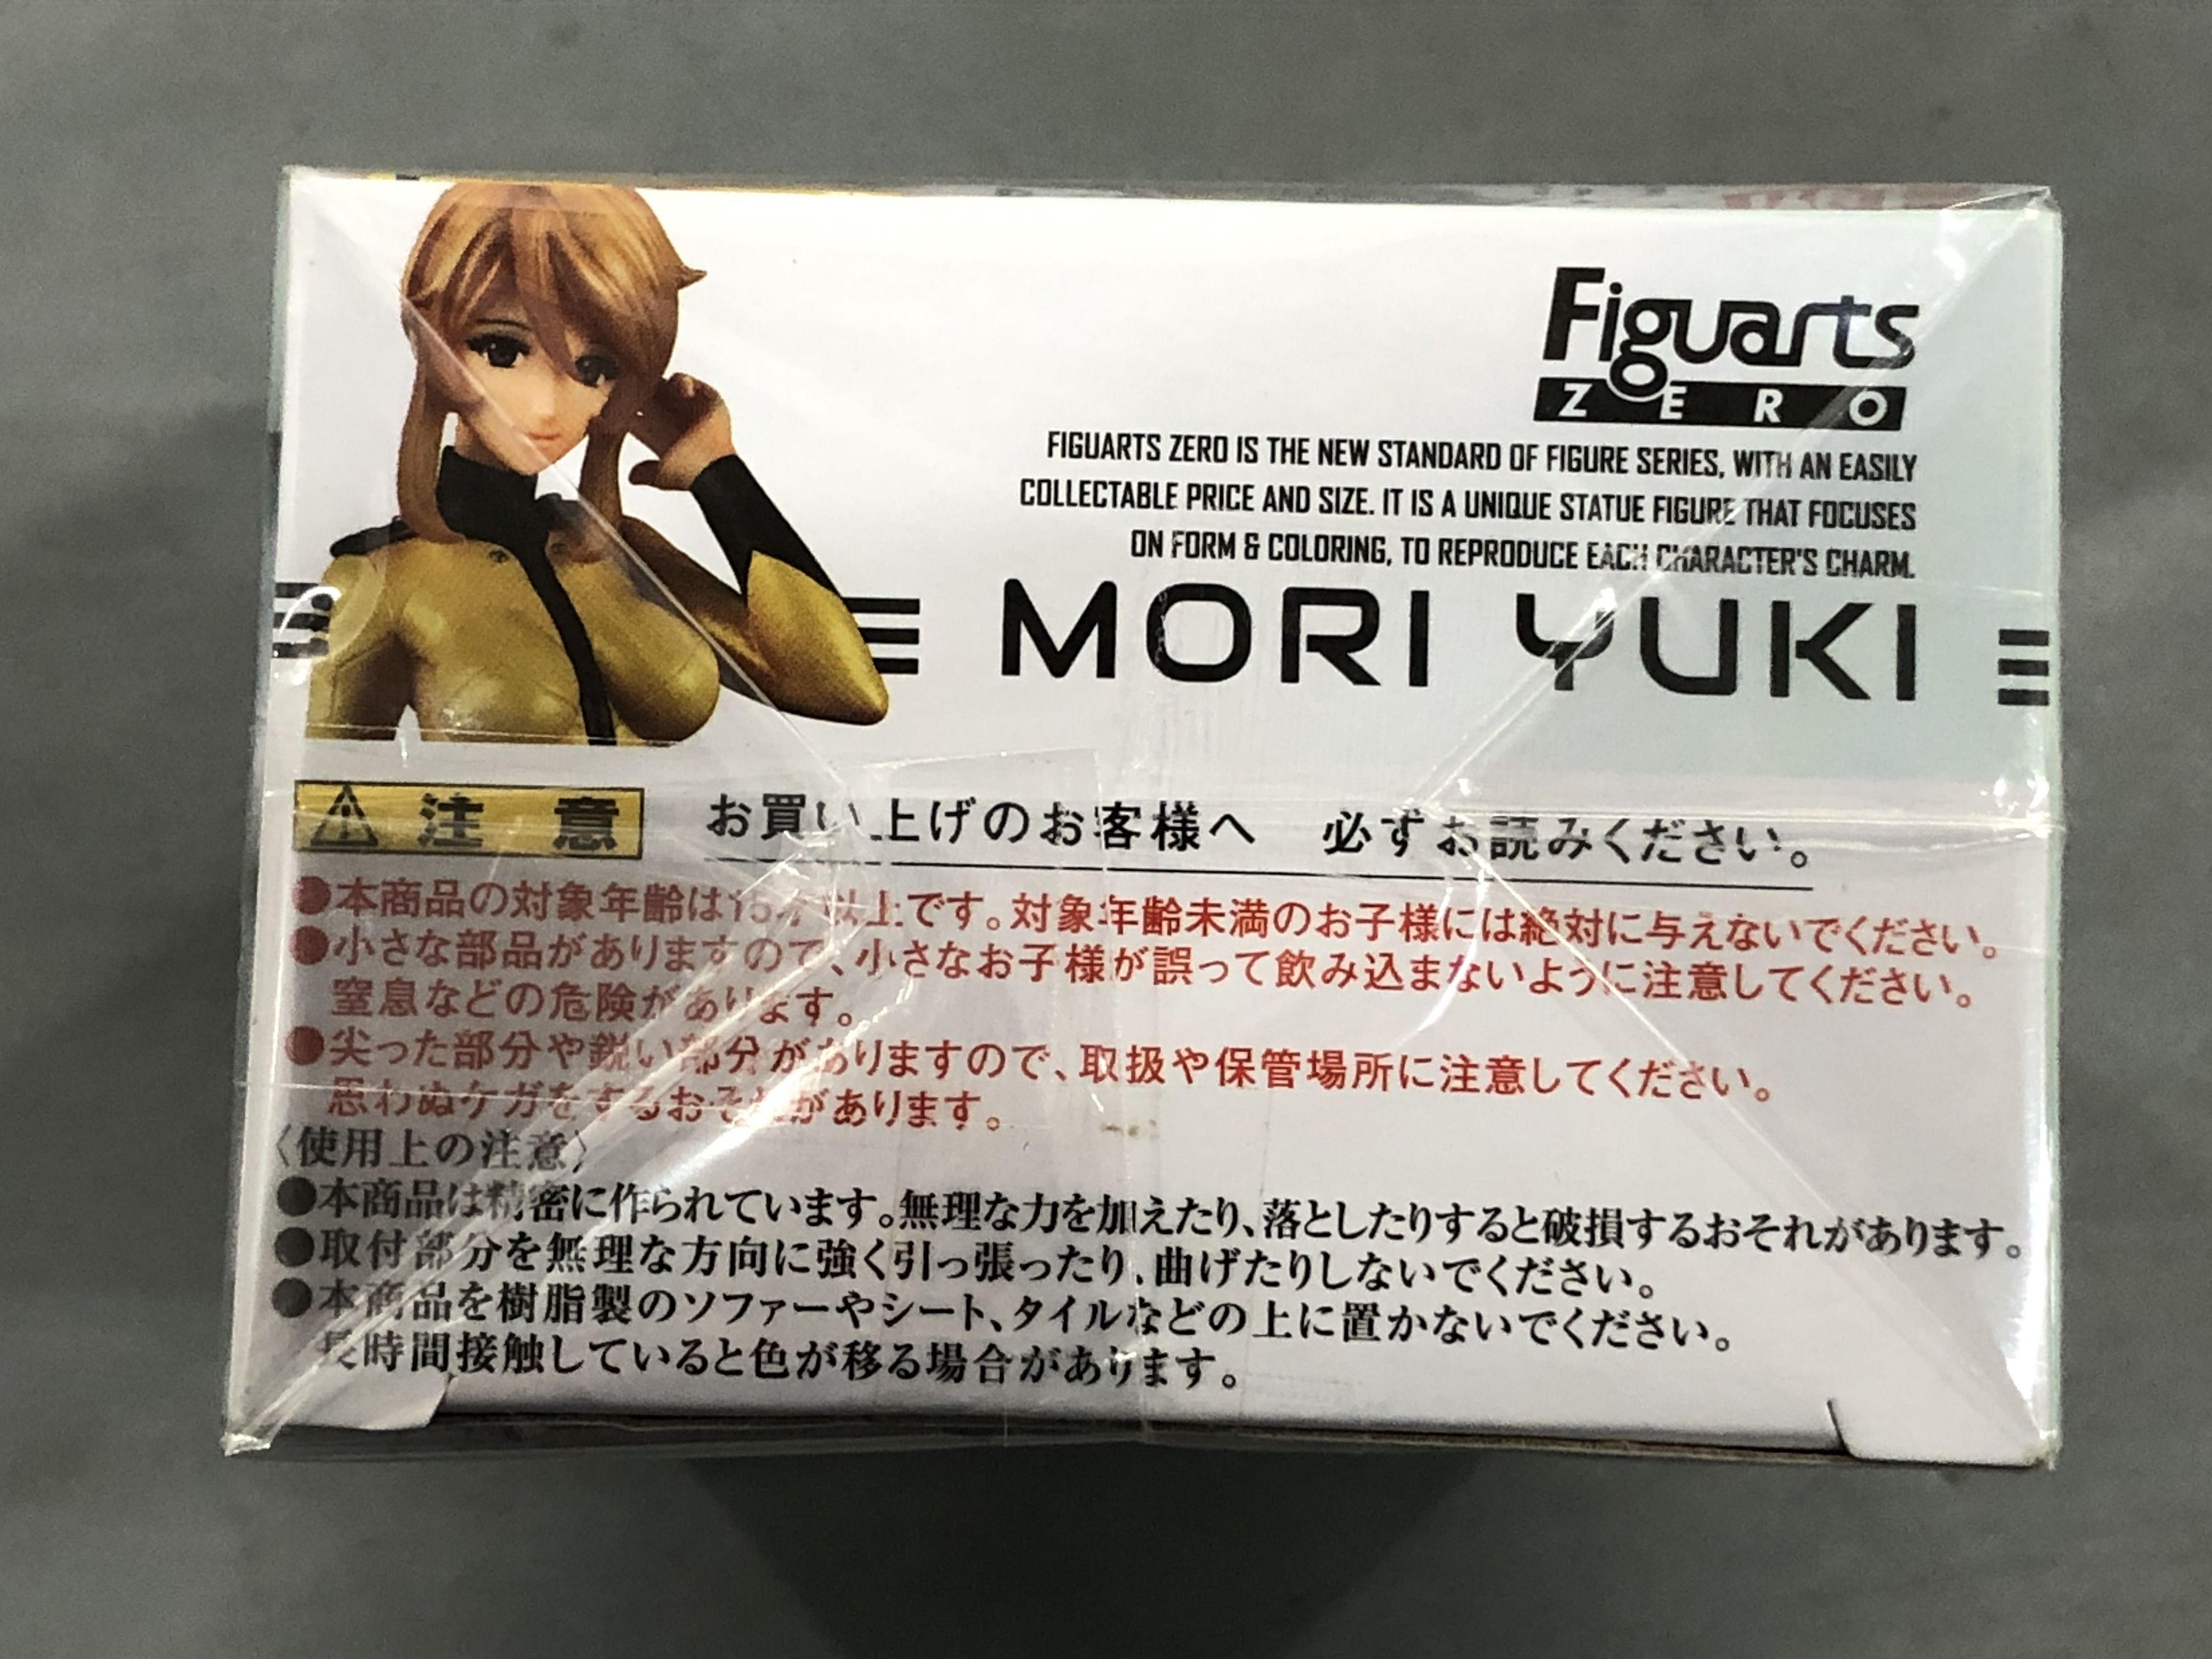 Figuarts
ZERO
FIGUARTS ZERO IS THE NEW STANDARD OF FIGURE SERIES, WITH AN EASILY
COLLECTABLE PRICE AND SIZE. IT IS A UNIQUE STATUE FIGURE THAT FOCUSES
ON FORM & COLORING, TO REPRODUCE EACH CHARACTER'S CHARM.
MORI YUKI
注意 お買い上げのお客様へ 必ずお読みください。
●本商品の対象年齢は15才以上です。対象年齢未満のお子様には絶対に与えないでください。
●小さな部品がありますので、小さなお子様が誤って飲み込まないように注意してください。
窒息などの危険があります。
●尖った部分や鋭い部分がありますので、取扱や保管場所に注意してください。
思わぬケガをするおそれがあります。
〈使用上の注意〉
●本商品は精密に作られています。無理な力を加えたり、落としたりすると破損するおそれがあります。
●取付部分を無理な方向に強く引っ張ったり、曲げたりしないでください。
●本商品を樹脂製のソファーやシート、タイルなどの上に置かないでください。
長時間接触していると色が移る場合があります。